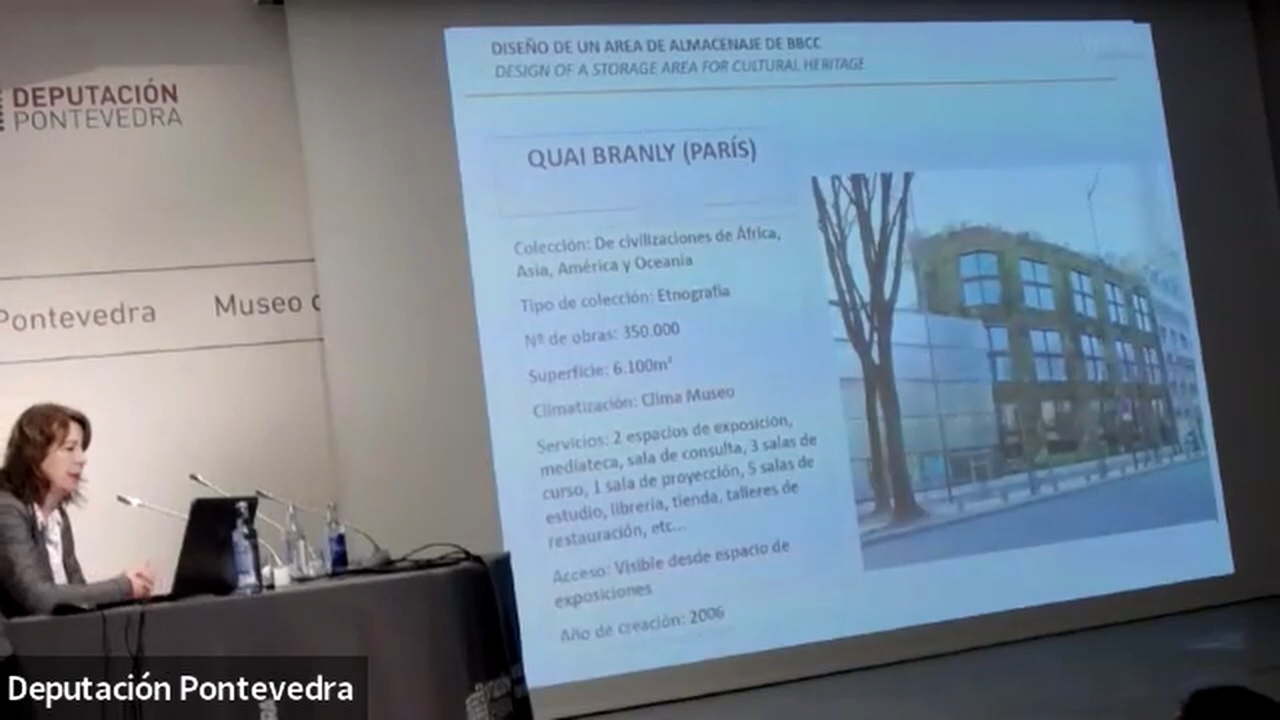 DEPUTACIÓN
PONTEVEDRA
Pontevedra Museo
DISEÑO DE UN AREA DE ALMACENAJE DE BBCC
DESIGN OF A STORAGE AREA FOR CULTURAL HERITAGE
QUAI BRANLY (PARÍS)
Colección: De civilizaciones de África,
Asia, América y Oceania
Tipo de colección: Etnografia
Nº de obras: 350.000
Superficie: 6.100m²
Climatización: Clima Museo
Servicios: 2 espacios de exposición,
mediateca, sala de consulta, 3 salas de
curso, 1 sala de proyección, 5 salas de
estudio, librería, tienda, talleres de
restauración, etc...
Acceso: Visible desde espacio de
exposiciones
Año de creación: 2006
Deputación Pontevedra